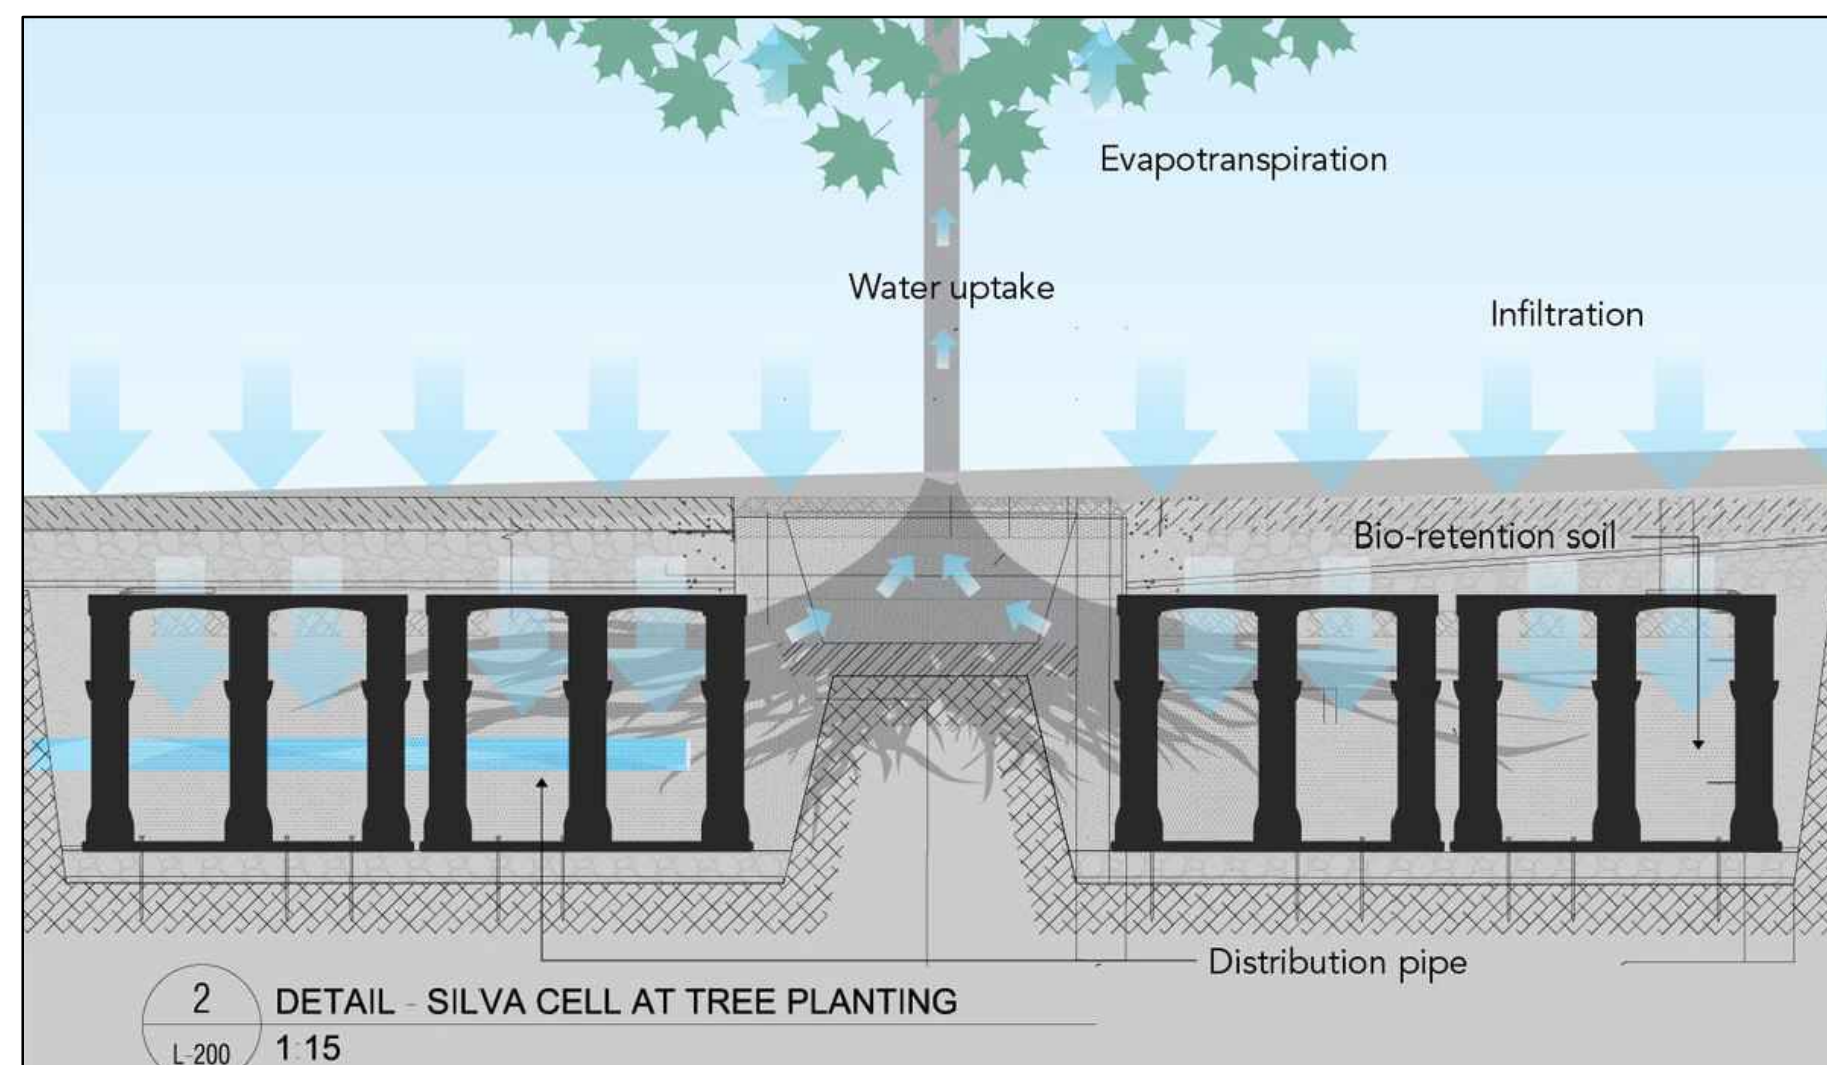 Evapotranspiration
Water uptake
Infiltration
Bio-retention soil
Distribution pipe
2
DETAIL - SILVA CELL AT TREE PLANTING
L-200
1:15